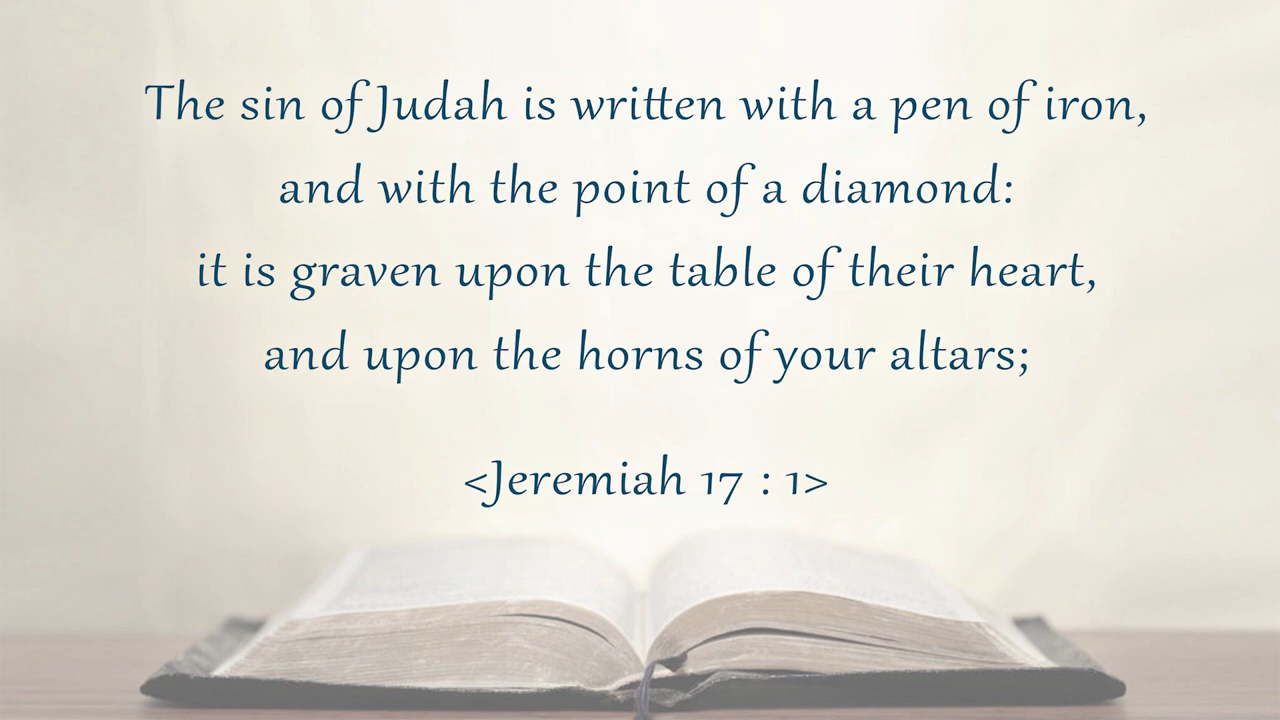 The sin of Judah is written with a pen of iron,
and with the point of a diamond:
it is graven upon the table of their heart,
and upon the horns of your altars;
<Jeremiah 17 : 1>